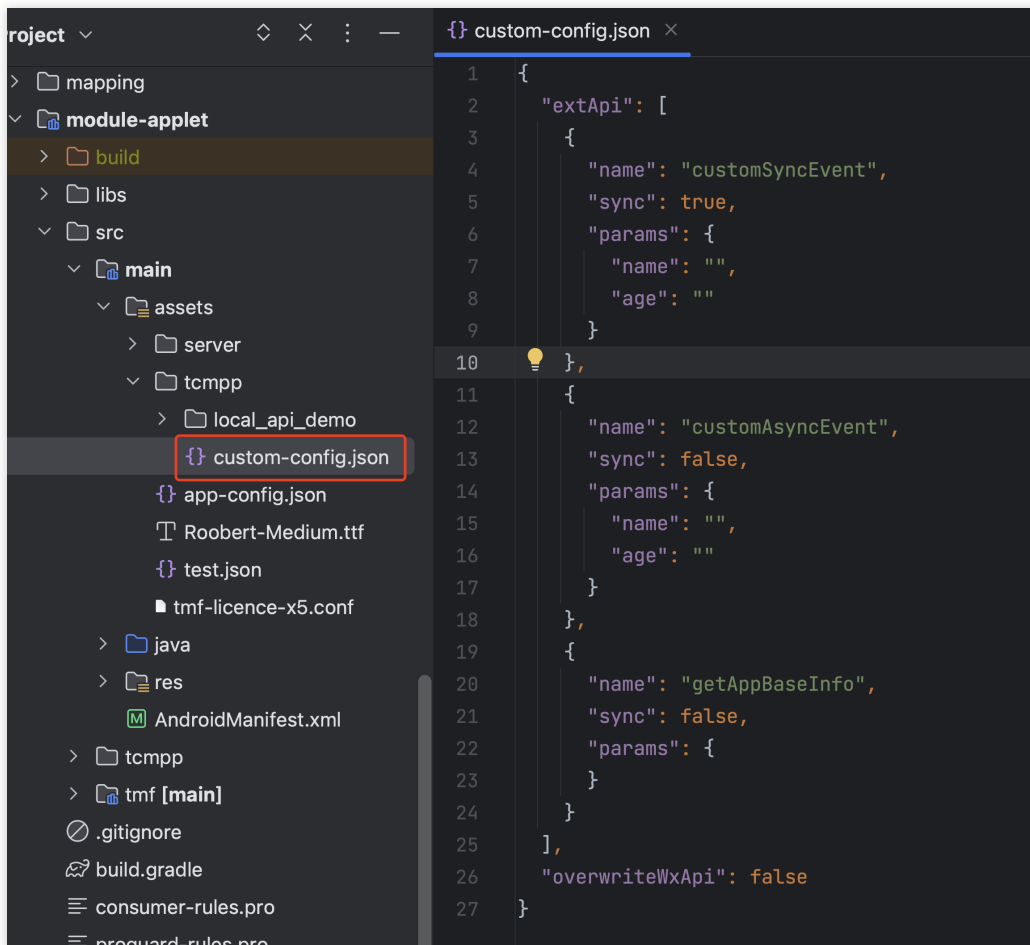 roject
mapping
module-applet
build
libs
src
main
assets
server
tcmpp
local_api_demo
{} custom-config.json
{} app-config.json
Roobert-Medium.ttf
{} test.json
tmf-licence-x5.conf
java
res
AndroidManifest.xml
tcmpp
tmf [main]
.gitignore
build.gradle
consumer-rules.pro
proguard-rules.pro
{} custom-config.json
1 {
2 "extApi": [
3 {
4 "name": "customSyncEvent",
5 "sync": true,
6 "params": {
7 "name": "",
8 "age": ""
9 }
10 },
11 {
12 "name": "customAsyncEvent",
13 "sync": false,
14 "params": {
15 "name": "",
16 "age": ""
17 }
18 },
19 {
20 "name": "getAppBaseInfo",
21 "sync": false,
22 "params": {
23 }
24 }
25 ],
26 "overwriteWxApi": false
27 }